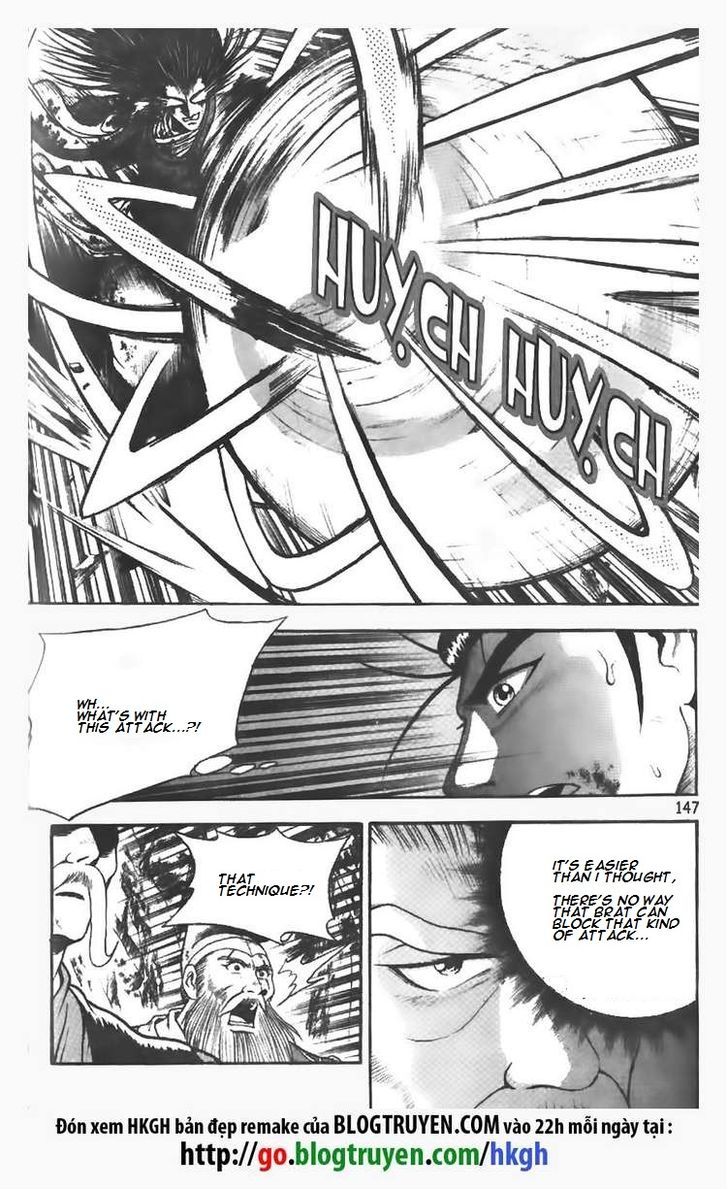 HUỴCH HUỴCH
WH...
WHAT'S WITH
THIS ATTACK...?!
147
THAT
TECHNIQUE?!
IT'S EASIER
THAN I THOUGHT,
THERE'S NO WAY
THAT BRAT CAN
BLOCK THAT KIND
OF ATTACK...
Đón xem HKGH bản đẹp remake của BLOGTRUYEN.COM vào 22h mỗi ngày tại :
http://go.blogtruyen.com/hkgh